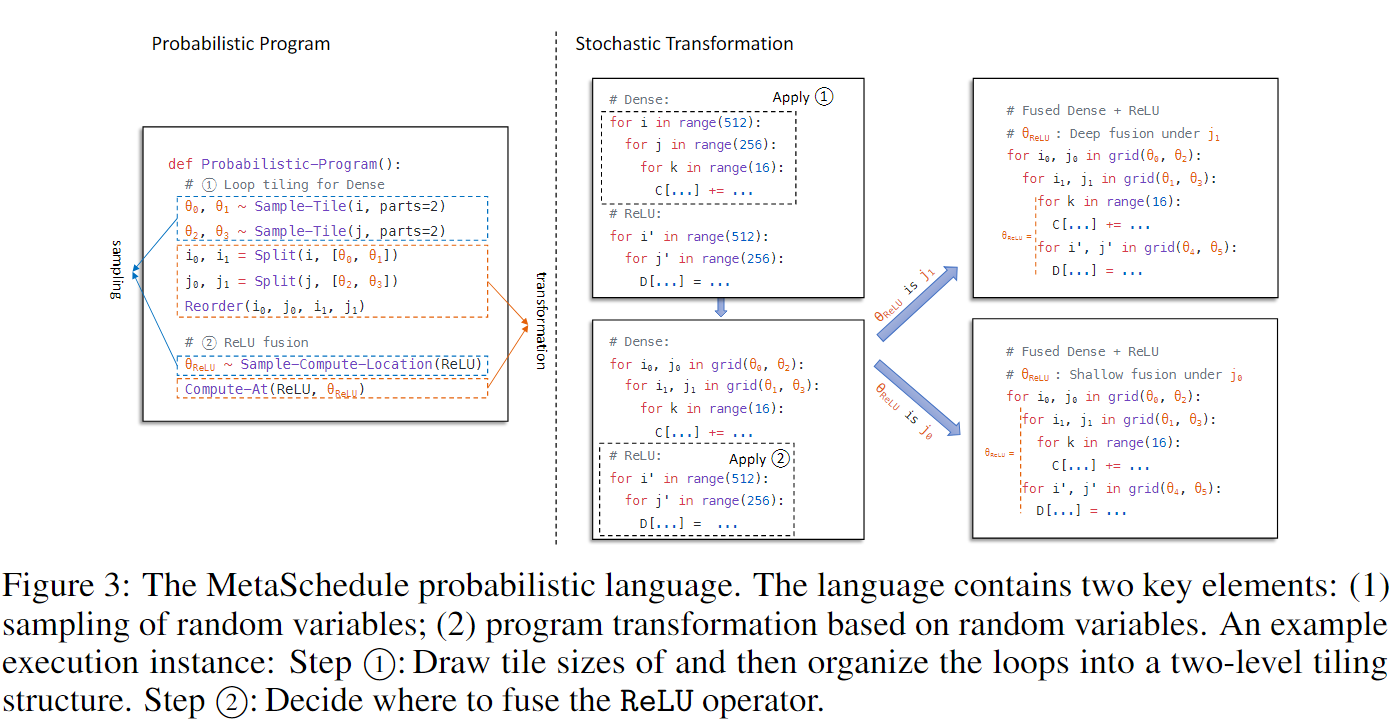 Probabilistic Program
def Probabilistic-Program():
# ① Loop tiling for Dense
θ₀, θ₁ ~ Sample-Tile(i, parts=2)
θ₂, θ₃ ~ Sample-Tile(j, parts=2)
i₀, i₁ = Split(i, [θ₀, θ₁])
j₀, j₁ = Split(j, [θ₂, θ₃])
Reorder(i₀, j₀, i₁, j₁)
# ② ReLU fusion
θReLU ~ Sample-Compute-Location(ReLU)
Compute-At(ReLU, θReLU)
sampling
transformation
Stochastic Transformation
# Dense:
Apply ①
for i in range(512):
for j in range(256):
for k in range(16):
C[...] += ...
# ReLU:
for i' in range(512):
for j' in range(256):
D[...] = ...
# Dense:
for i₀, j₀ in grid(θ₀, θ₂):
for i₁, j₁ in grid(θ₁, θ₃):
for k in range(16):
C[...] += ...
# ReLU:
Apply ②
for i' in range(512):
for j' in range(256):
D[...] = ...
θReLU is j₁
θReLU is j₀
# Fused Dense + ReLU
# θReLU : Deep fusion under j₁
for i₀, j₀ in grid(θ₀, θ₂):
for i₁, j₁ in grid(θ₁, θ₃):
for k in range(16):
C[...] += ...
θReLU =
for i', j' in grid(θ₄, θ₅):
D[...] = ...
# Fused Dense + ReLU
# θReLU : Shallow fusion under j₀
for i₀, j₀ in grid(θ₀, θ₂):
for i₁, j₁ in grid(θ₁, θ₃):
for k in range(16):
θReLU =
C[...] += ...
for i', j' in grid(θ₄, θ₅):
D[...] = ...
Figure 3: The MetaSchedule probabilistic language. The language contains two key elements: (1)
sampling of random variables; (2) program transformation based on random variables. An example
execution instance: Step ①: Draw tile sizes of and then organize the loops into a two-level tiling
structure. Step ②: Decide where to fuse the ReLU operator.